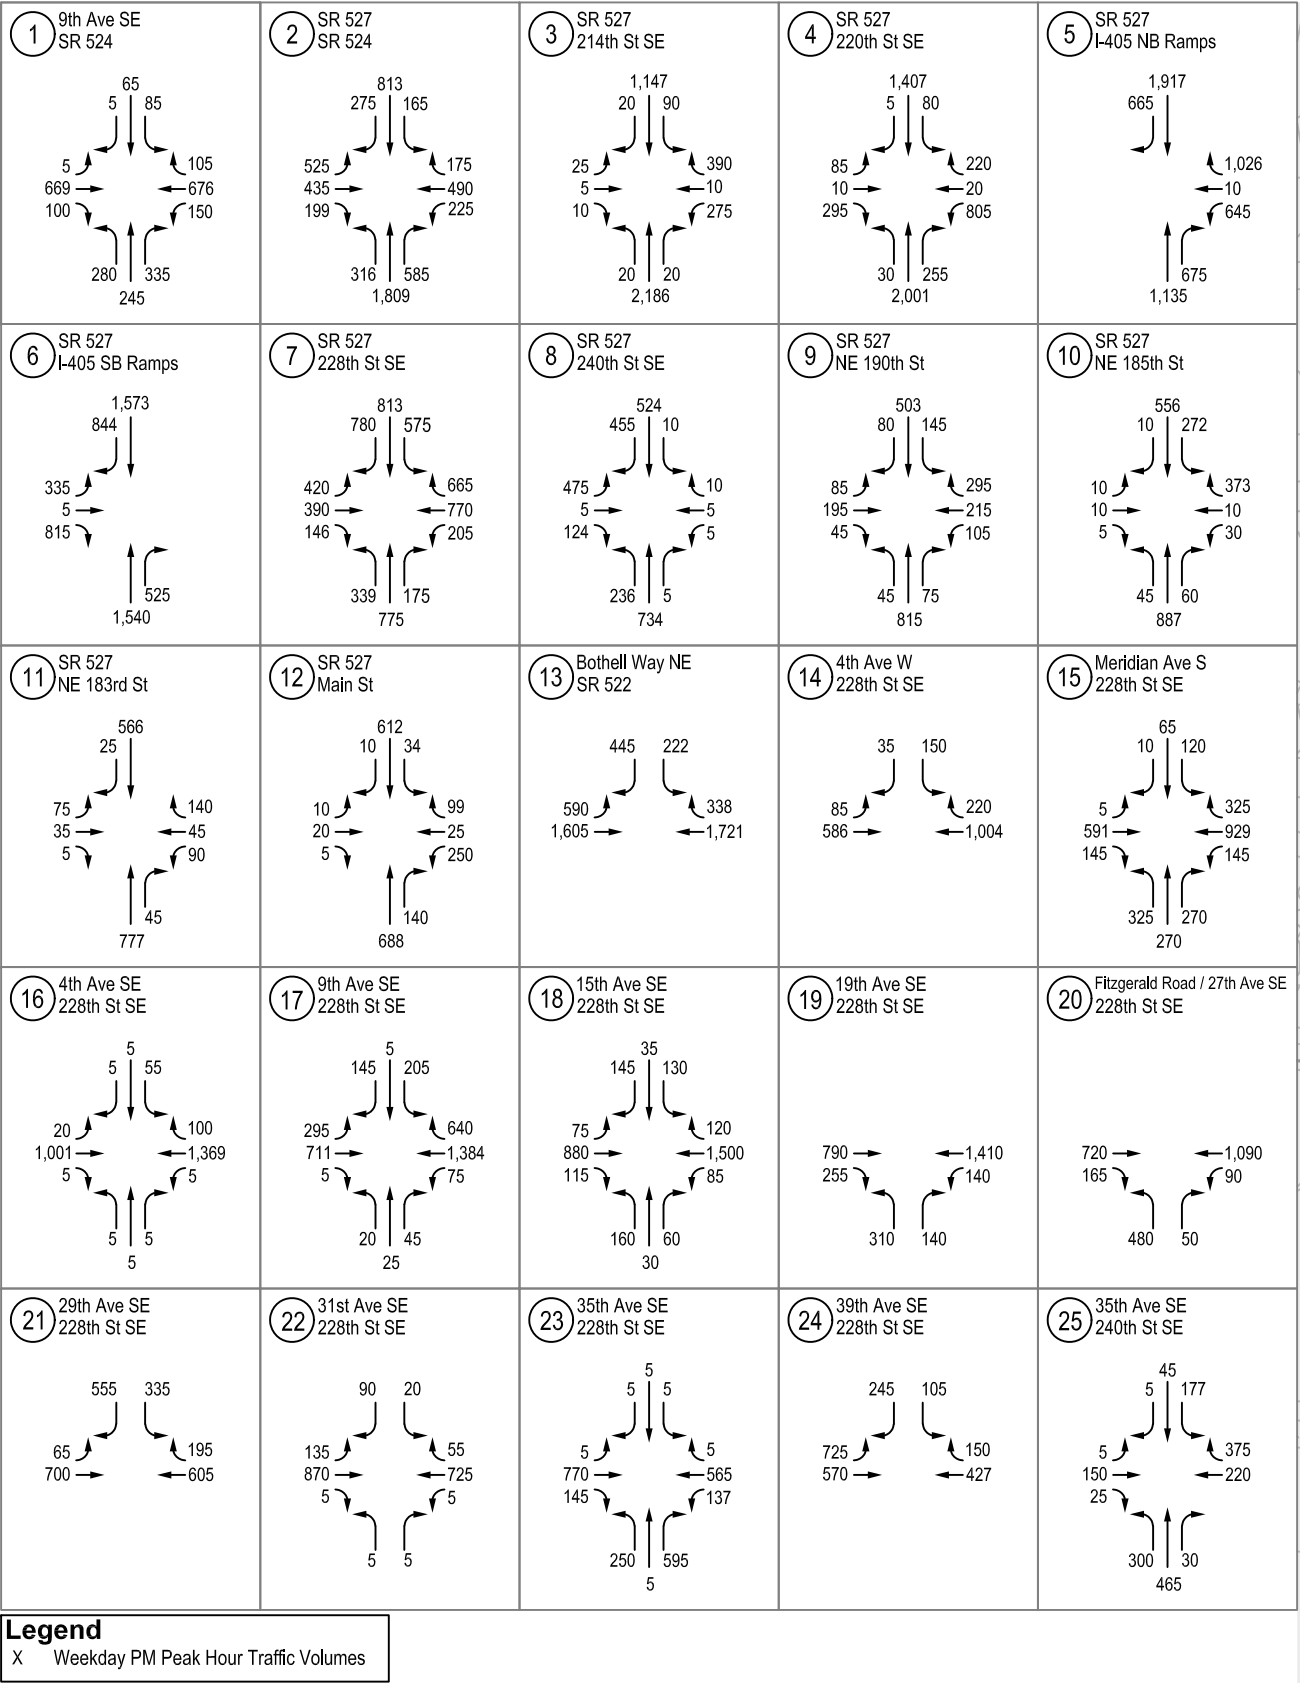 1 9th Ave SE
SR 524
65
5 85
5 105
669 676
100 150
280 335
245
2 SR 527
SR 524
813
275 165
525 175
435 490
199 225
316 585
1,809
3 SR 527
214th St SE
1,147
20 90
25 390
5 10
10 275
20 20
2,186
4 SR 527
220th St SE
1,407
5 80
85 220
10 20
295 805
30 255
2,001
5 SR 527
I-405 NB Ramps
1,917
665
1,026
10
645
675
1,135
6 SR 527
I-405 SB Ramps
1,573
844
335
5
815
525
1,540
7 SR 527
228th St SE
813
780 575
420 665
390 770
146 205
339 175
775
8 SR 527
240th St SE
524
455 10
475 10
5 5
124 5
236 5
734
9 SR 527
NE 190th St
503
80 145
85 295
195 215
45 105
45 75
815
10 SR 527
NE 185th St
556
10 272
10 373
10 10
5 30
45 60
887
11 SR 527
NE 183rd St
566
25
75 140
35 45
5 90
45
777
12 SR 527
Main St
612
10 34
10 99
20 25
5 250
140
688
13 Bothell Way NE
SR 522
445 222
590 338
1,605 1,721
14 4th Ave W
228th St SE
35 150
85 220
586 1,004
15 Meridian Ave S
228th St SE
65
10 120
5 325
591 929
145 145
325 270
270
16 4th Ave SE
228th St SE
5
5 55
20 100
1,001 1,369
5 5
5 5
5
17 9th Ave SE
228th St SE
5
145 205
295 640
711 1,384
5 75
20 45
25
18 15th Ave SE
228th St SE
35
145 130
75 120
880 1,500
115 85
160 60
30
19 19th Ave SE
228th St SE
790 1,410
255 140
310 140
20 Fitzgerald Road / 27th Ave SE
228th St SE
720 1,090
165 90
480 50
21 29th Ave SE
228th St SE
555 335
65 195
700 605
22 31st Ave SE
228th St SE
90 20
135 55
870 725
5 5
5 5
23 35th Ave SE
228th St SE
5
5 5
5 5
770 565
145 137
250 595
5
24 39th Ave SE
228th St SE
245 105
725 150
570 427
25 35th Ave SE
240th St SE
45
5 177
5 375
150 220
25
300 30
465
Legend
X Weekday PM Peak Hour Traffic Volumes